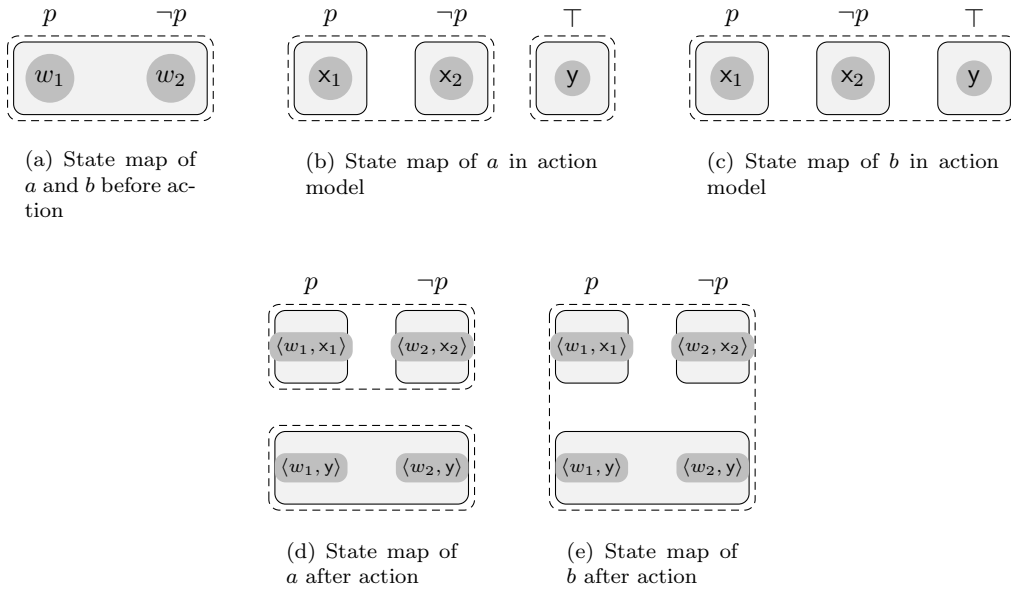 p ¬p p ¬p ⊤ p ¬p ⊤
w₁ w₂ x₁ x₂ y x₁ x₂ y
(a) State map of
a and b before ac-
tion
(b) State map of a in action
model
(c) State map of b in action
model
p ¬p p ¬p
⟨w₁, x₁⟩ ⟨w₂, x₂⟩ ⟨w₁, x₁⟩ ⟨w₂, x₂⟩
⟨w₁, y⟩ ⟨w₂, y⟩ ⟨w₁, y⟩ ⟨w₂, y⟩
(d) State map of
a after action
(e) State map of
b after action